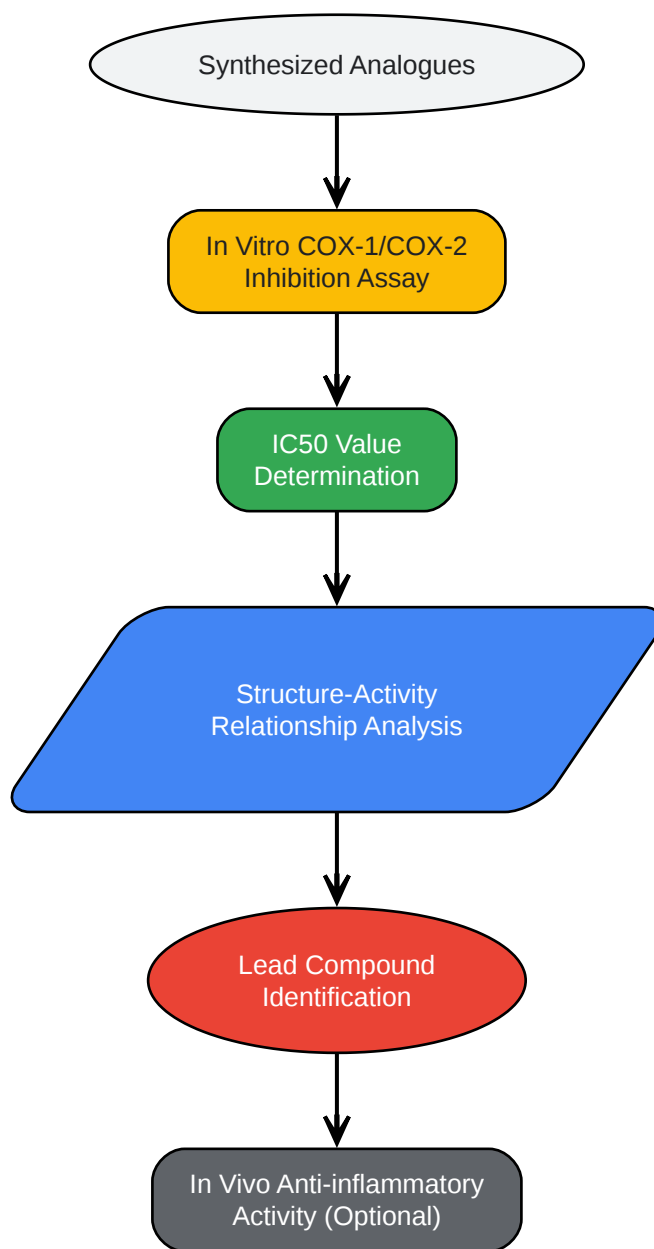 Synthesized Analogues
In Vitro COX-1/COX-2
Inhibition Assay
IC50 Value
Determination
Structure-Activity
Relationship Analysis
Lead Compound
Identification
In Vivo Anti-inflammatory
Activity (Optional)